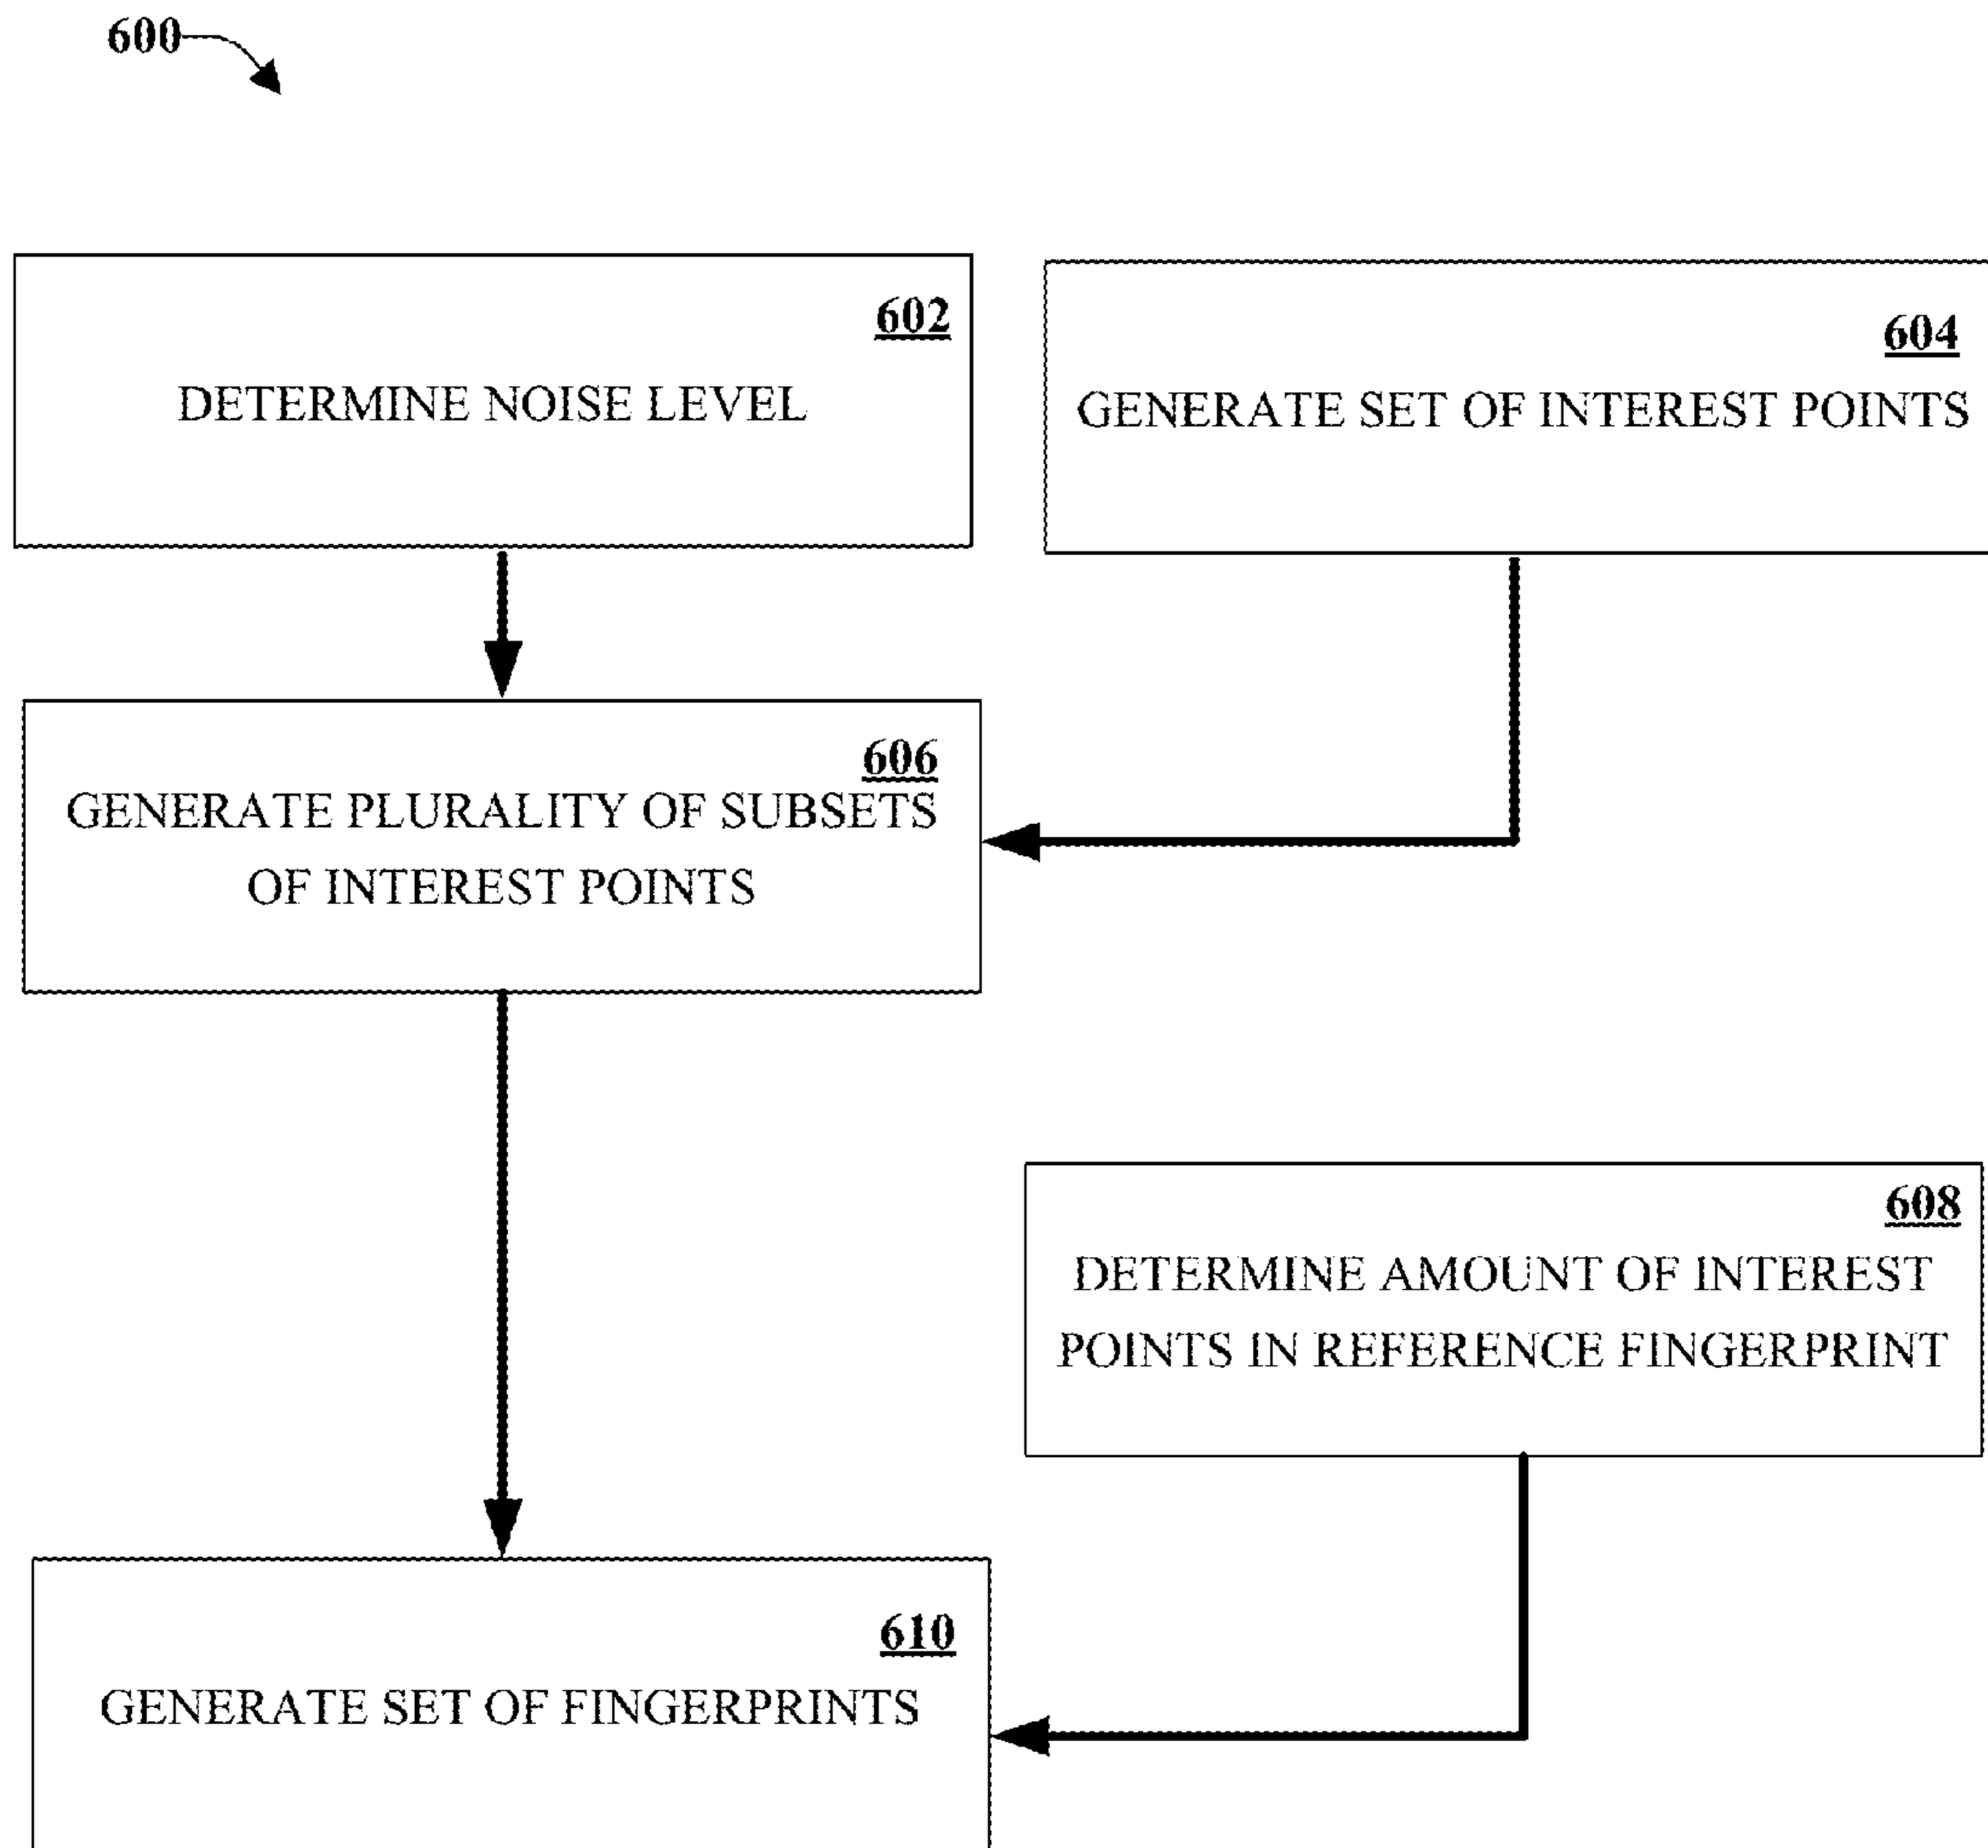 600
602
DETERMINE NOISE LEVEL
604
GENERATE SET OF INTEREST POINTS
606
GENERATE PLURALITY OF SUBSETS
OF INTEREST POINTS
608
DETERMINE AMOUNT OF INTEREST
POINTS IN REFERENCE FINGERPRINT
610
GENERATE SET OF FINGERPRINTS